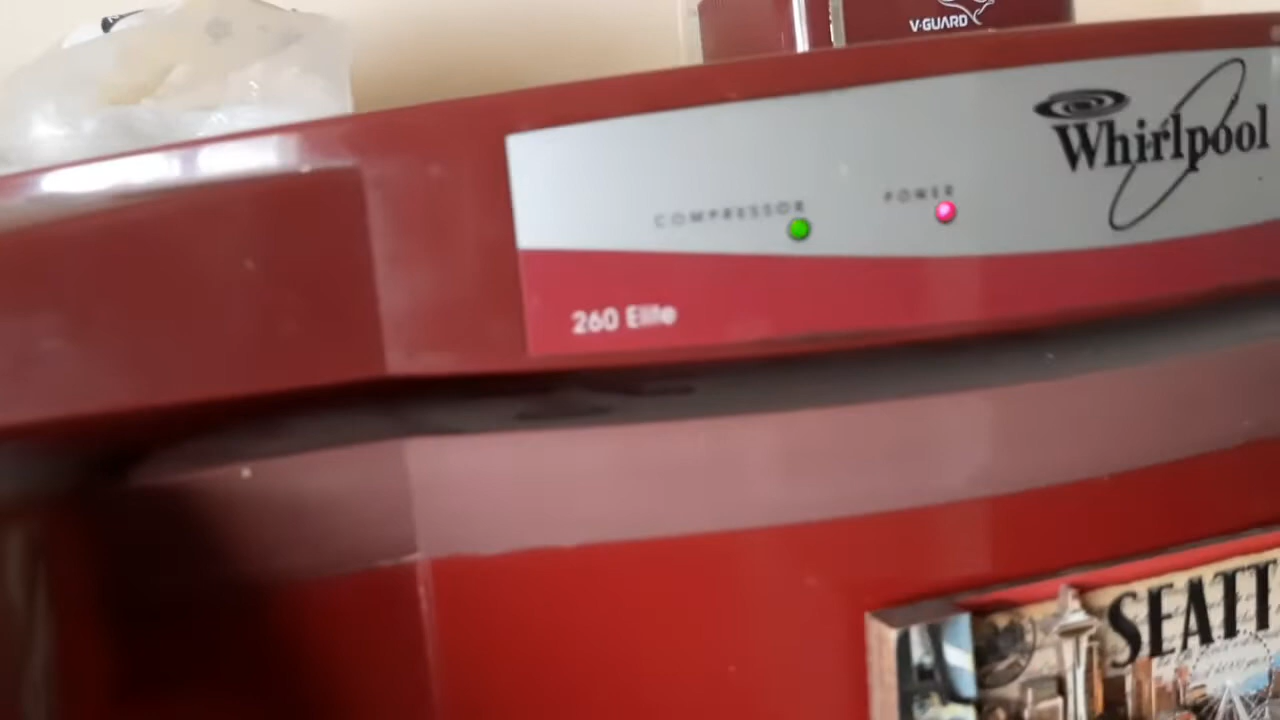 V-GUARD
Whirlpool
COMPRESSOR
POWER
260 Elite
SEATT